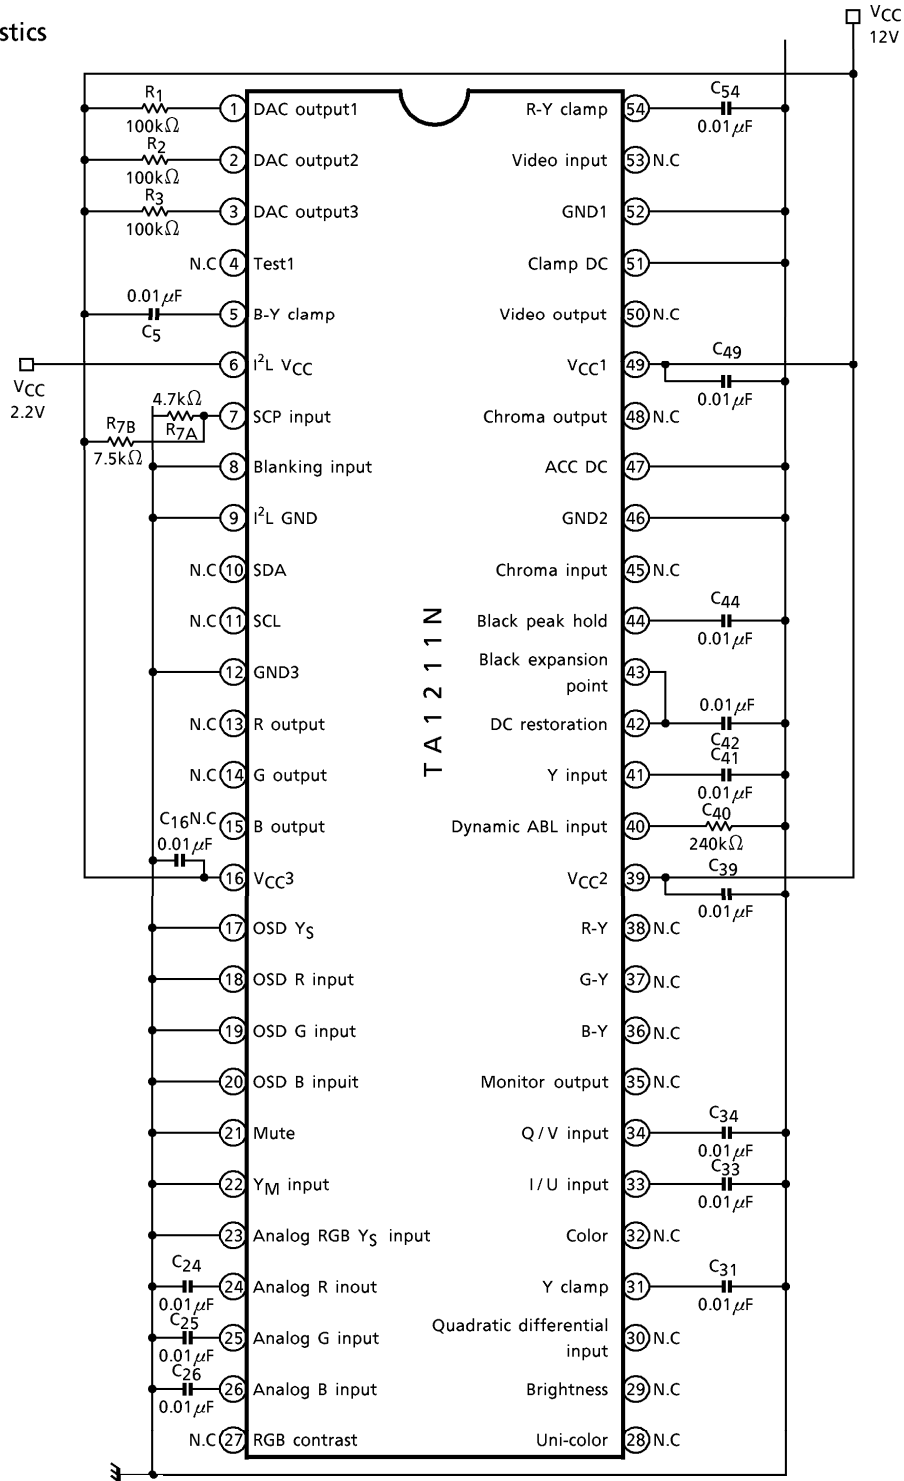 stics
VCC
12V
R1
100kΩ
1 DAC output1
R2
100kΩ
2 DAC output2
R3
100kΩ
3 DAC output3
N.C 4 Test1
0.01μF
C5
5 B-Y clamp
VCC
2.2V
6 I²L VCC
4.7kΩ
R7A
R7B
7.5kΩ
7 SCP input
8 Blanking input
9 I²L GND
N.C 10 SDA
N.C 11 SCL
12 GND3
N.C 13 R output
N.C 14 G output
C16 N.C 15 B output
0.01μF
16 VCC3
17 OSD YS
18 OSD R input
19 OSD G input
20 OSD B inpuit
21 Mute
22 YM input
23 Analog RGB YS input
C24
24 Analog R inout
0.01μF
C25
25 Analog G input
0.01μF
C26
26 Analog B input
0.01μF
N.C 27 RGB contrast
TA1211N
R-Y clamp 54
C54
0.01μF
Video input 53 N.C
GND1 52
Clamp DC 51
Video output 50 N.C
VCC1 49
C49
0.01μF
Chroma output 48 N.C
ACC DC 47
GND2 46
Chroma input 45 N.C
Black peak hold 44
C44
0.01μF
Black expansion
point
43
DC restoration 42
0.01μF
C42
C41
Y input 41
0.01μF
C40
Dynamic ABL input 40
240kΩ
C39
VCC2 39
0.01μF
R-Y 38 N.C
G-Y 37 N.C
B-Y 36 N.C
Monitor output 35 N.C
C34
Q/V input 34
0.01μF
C33
I/U input 33
0.01μF
Color 32 N.C
C31
Y clamp 31
0.01μF
Quadratic differential
input
30 N.C
Brightness 29 N.C
Uni-color 28 N.C